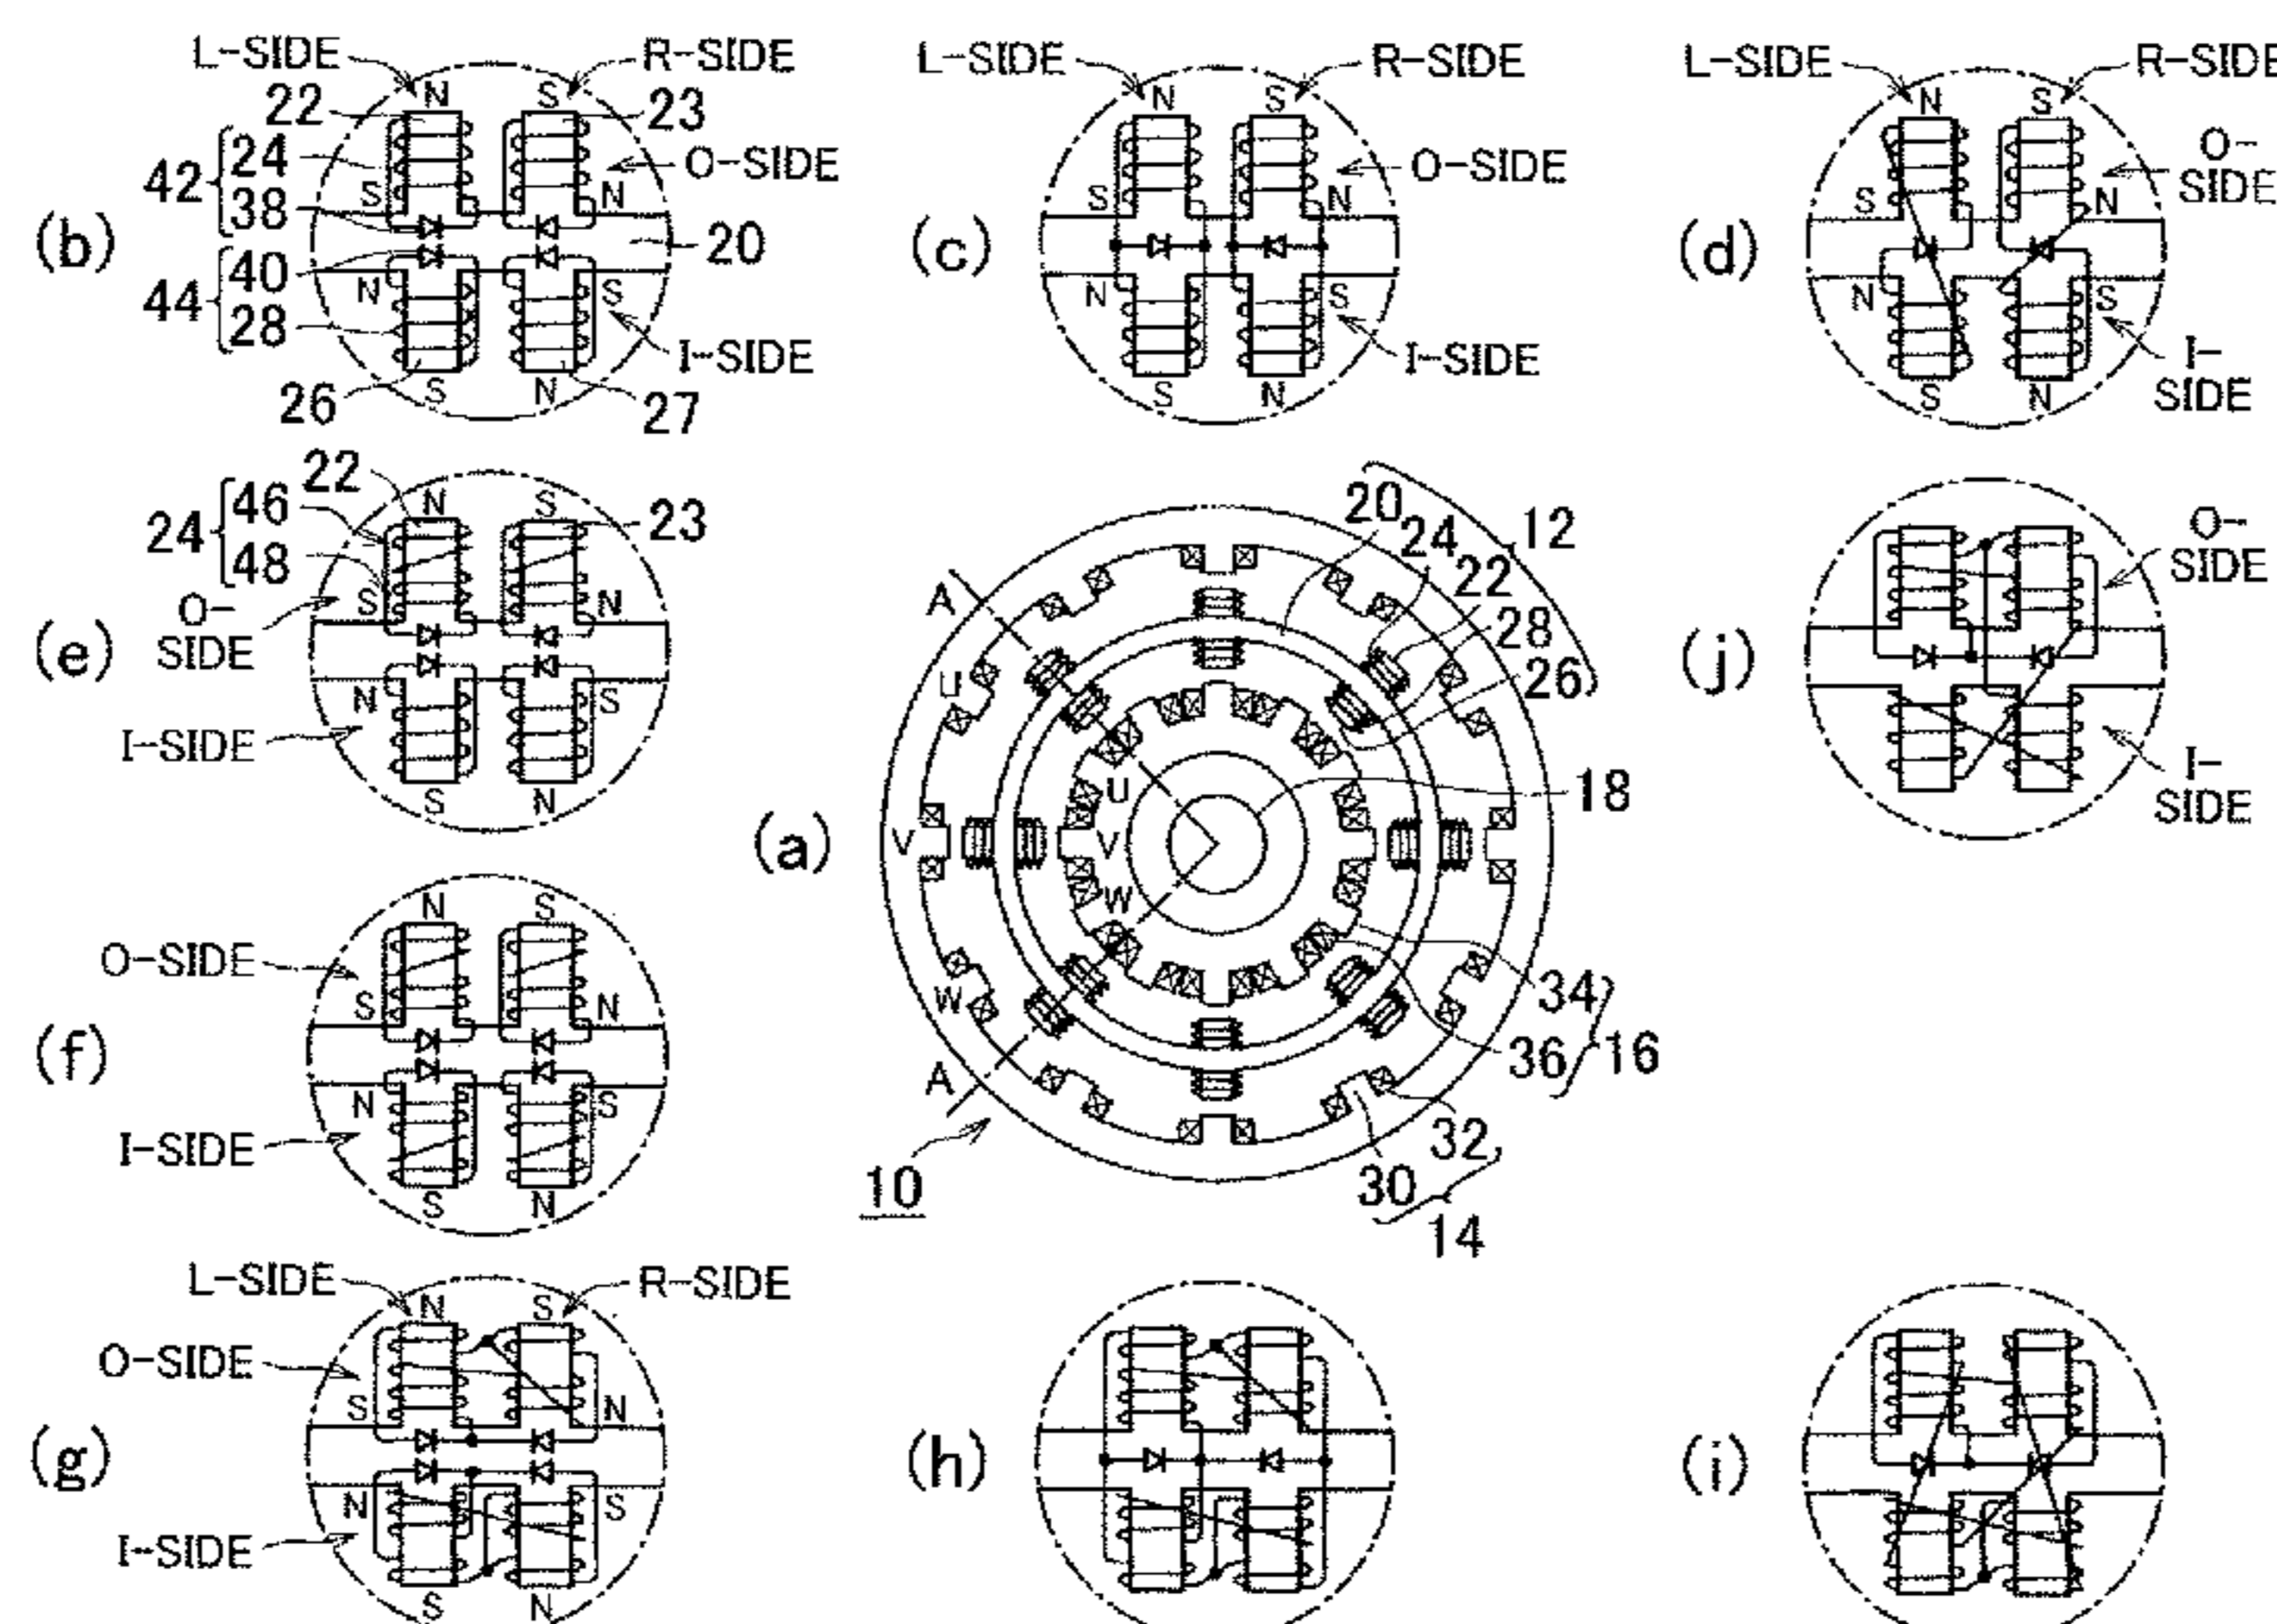 (b)
L-SIDE
R-SIDE
N
S
22
23
42
24
38
S
N
O-SIDE
20
44
40
28
N
S
I-SIDE
26
27
S
N
(c)
L-SIDE
R-SIDE
N
S
O-SIDE
S
N
N
S
I-SIDE
S
N
(d)
L-SIDE
R-SIDE
N
S
O-
SIDE
S
N
N
S
I-
SIDE
S
N
(e)
22
23
24
46
48
N
S
S
N
O-
SIDE
N
S
I-SIDE
S
N
(a)
20
24
12
22
28
26
A
U
U
18
V
V
W
W
34
36
16
A
32
30
14
10
(j)
O-
SIDE
I-
SIDE
(f)
N
S
O-SIDE
S
N
N
S
I-SIDE
S
N
(g)
L-SIDE
R-SIDE
N
S
O-SIDE
S
N
N
S
I-SIDE
S
N
(h)
(i)